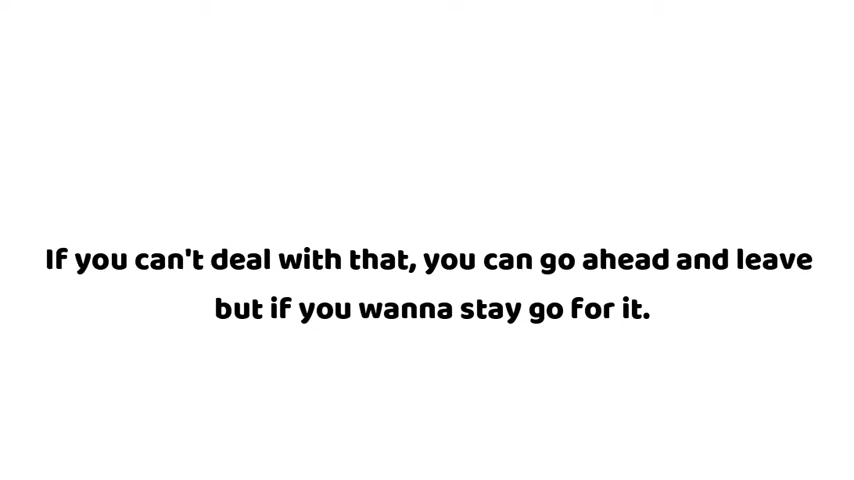 If you can't deal with that, you can go ahead and leave
but if you wanna stay go for it.